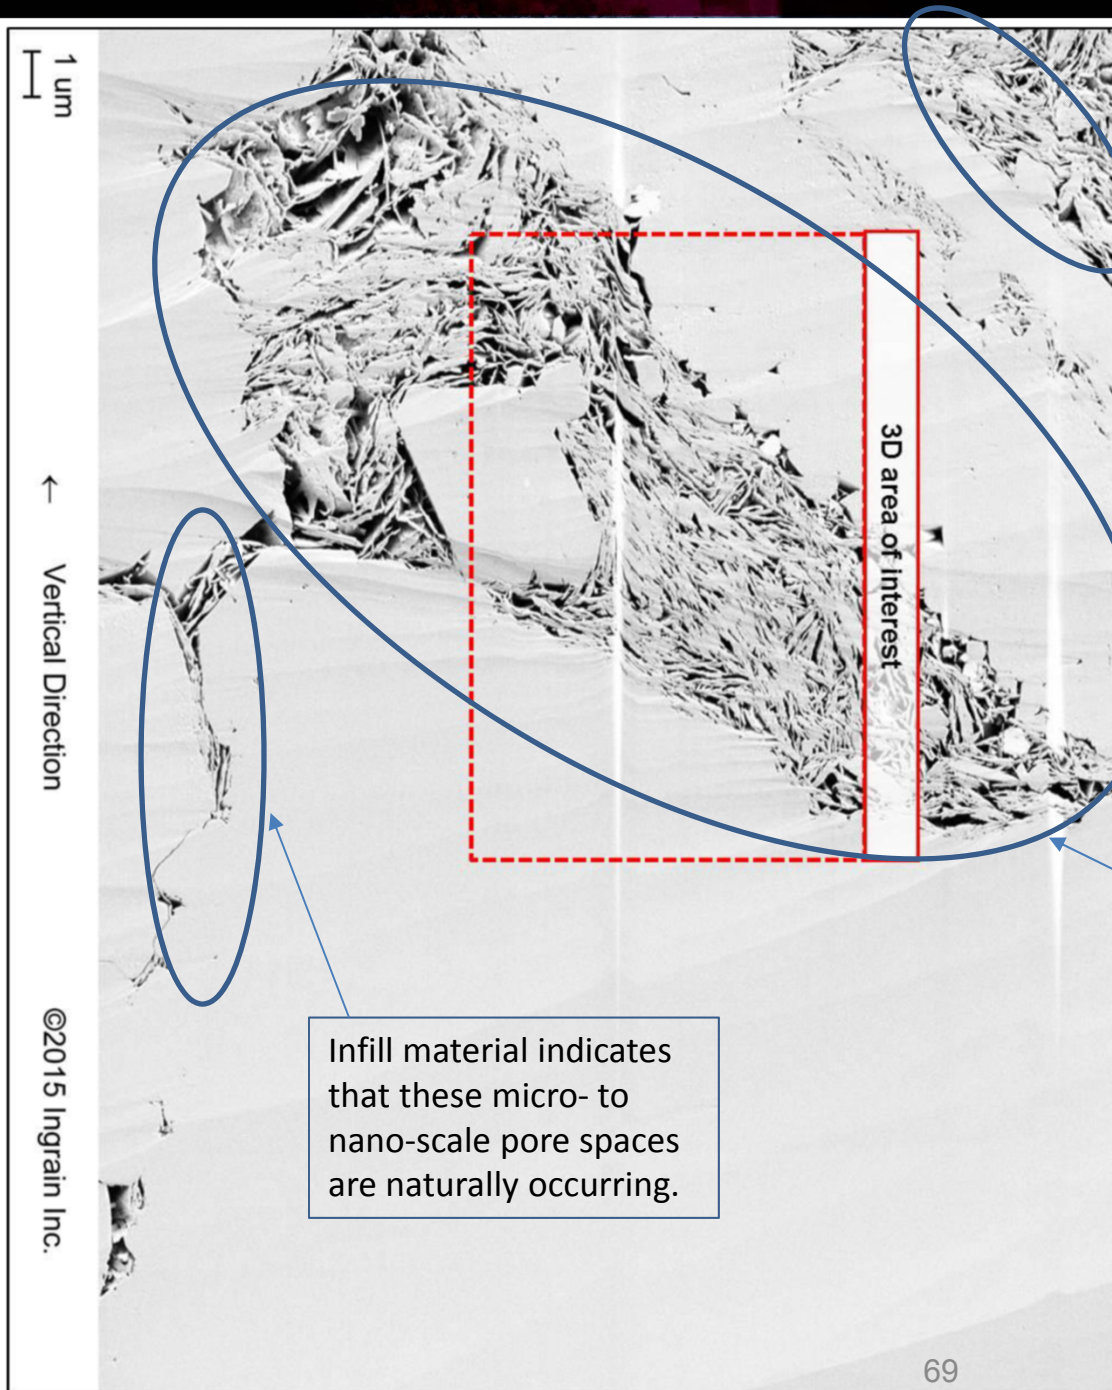 1 um
← Vertical Direction
©2015 Ingrain Inc.
3D area of interest
Infill material indicates
that these micro- to
nano-scale pore spaces
are naturally occurring.
69